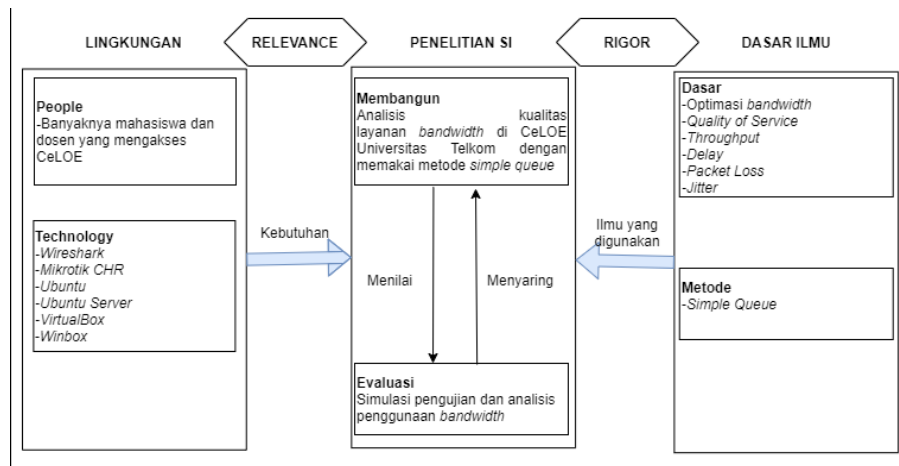 LINGKUNGAN
RELEVANCE
PENELITIAN SI
RIGOR
DASAR ILMU
People
-Banyaknya mahasiswa dan
dosen yang mengakses
CeLOE
Technology
-Wireshark
-Mikrotik CHR
-Ubuntu
-Ubuntu Server
-VirtualBox
-Winbox
Kebutuhan
Membangun
Analisis kualitas
layanan bandwidth di CeLOE
Universitas Telkom dengan
memakai metode simple queue
Menilai
Menyaring
Evaluasi
Simulasi pengujian dan analisis
penggunaan bandwidth
Ilmu yang
digunakan
Dasar
-Optimasi bandwidth
-Quality of Service
-Throughput
-Delay
-Packet Loss
-Jitter
Metode
-Simple Queue